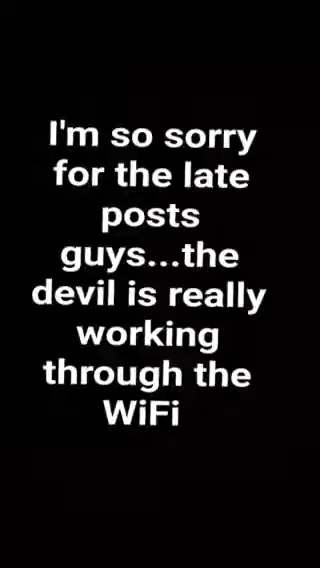 I'm so sorry
for the late
posts
guys...the
devil is really
working
through the
WiFi